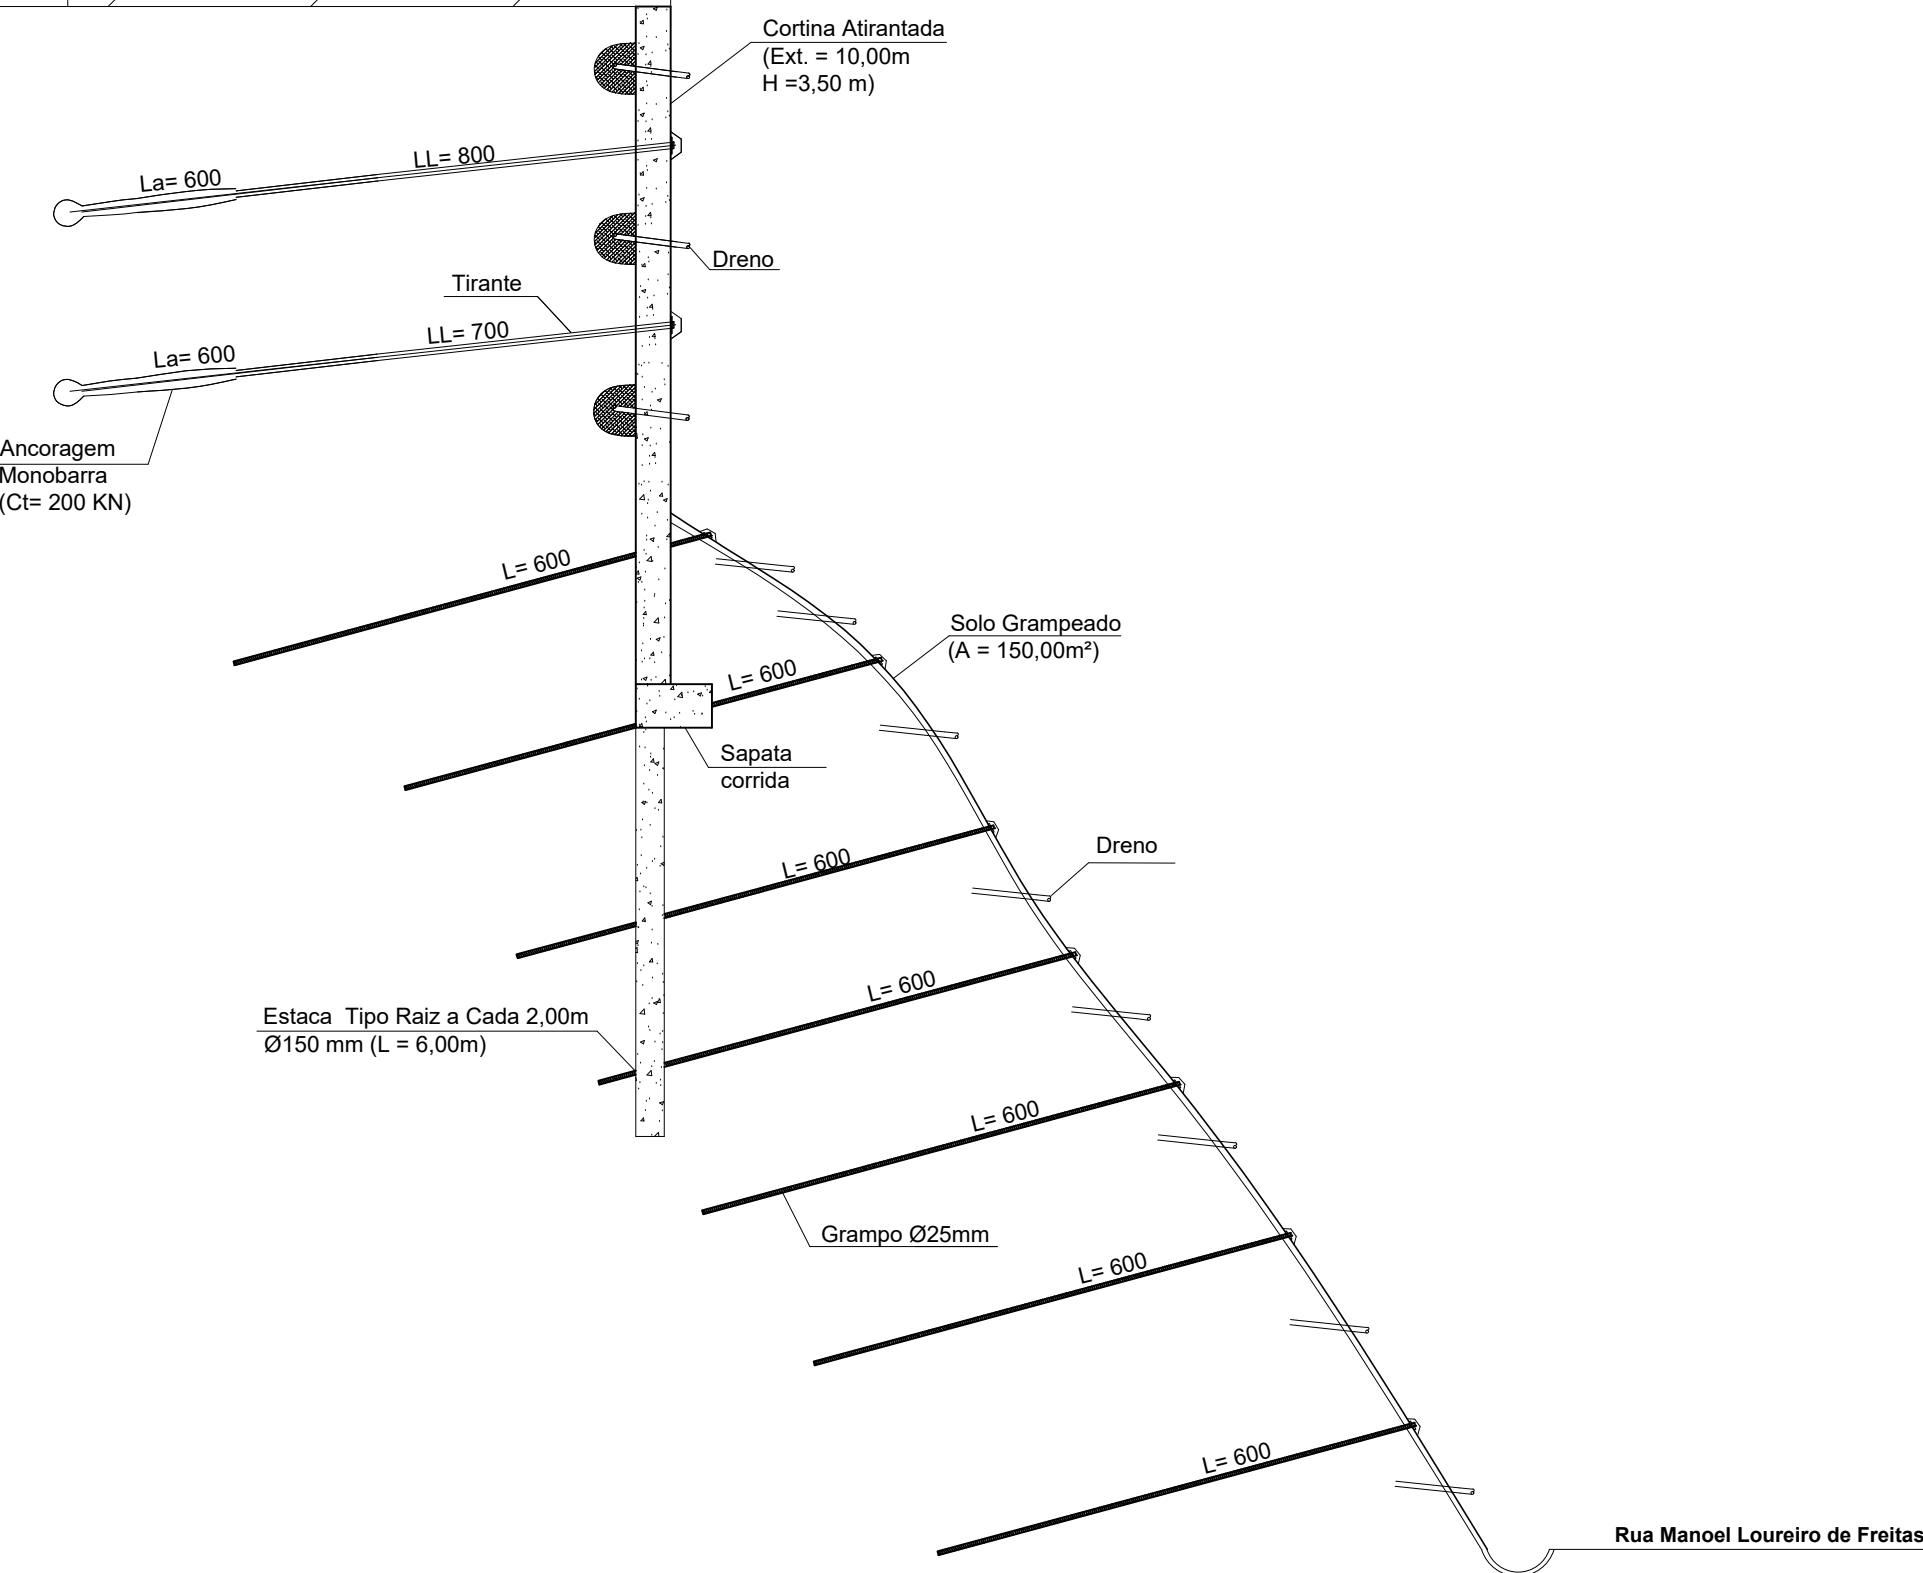 Cortina Atirantada
(Ext. = 10,00m
H =3,50 m)
LL= 800
La= 600
Dreno
Tirante
LL= 700
La= 600
Ancoragem
Monobarra
(Ct= 200 KN)
L= 600
Solo Grampeado
(A = 150,00m²)
L= 600
Sapata
corrida
Dreno
L= 600
L= 600
Estaca  Tipo Raiz a Cada 2,00m
Ø150 mm (L = 6,00m)
L= 600
Grampo Ø25mm
L= 600
L= 600
Rua Manoel Loureiro de Freitas